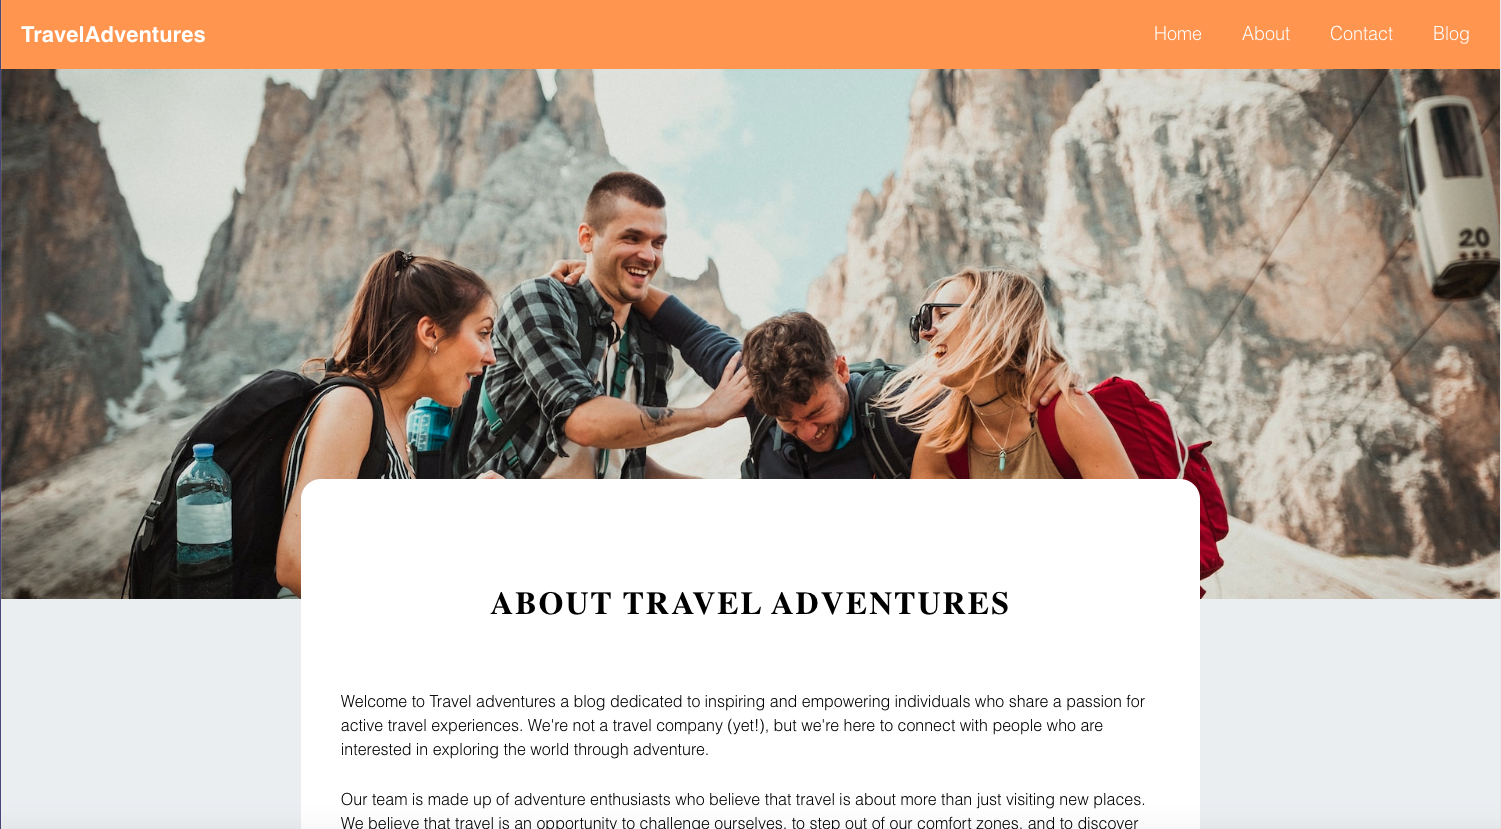 TravelAdventures
Home About Contact Blog
20
ABOUT TRAVEL ADVENTURES
Welcome to Travel adventures a blog dedicated to inspiring and empowering individuals who share a passion for
active travel experiences. We're not a travel company (yet!), but we're here to connect with people who are
interested in exploring the world through adventure.
Our team is made up of adventure enthusiasts who believe that travel is about more than just visiting new places.
We believe that travel is an opportunity to challenge ourselves, to step out of our comfort zones, and to discover